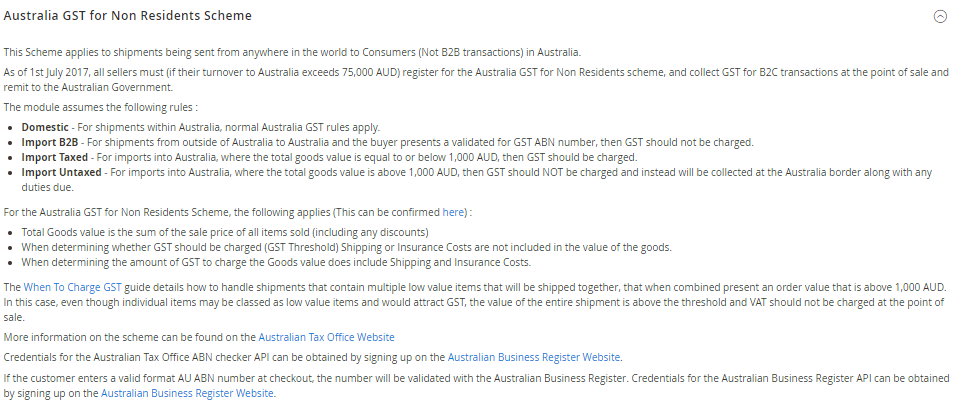 Australia GST for Non Residents Scheme
This Scheme applies to shipments being sent from anywhere in the world to Consumers (Not B2B transactions) in Australia.
As of 1st July 2017, all sellers must (if their turnover to Australia exceeds 75,000 AUD) register for the Australia GST for Non Residents scheme, and collect GST for B2C transactions at the point of sale and
remit to the Australian Government.
The module assumes the following rules :
• Domestic - For shipments within Australia, normal Australia GST rules apply.
• Import B2B - For shipments from outside of Australia to Australia and the buyer presents a validated for GST ABN number, then GST should not be charged.
• Import Taxed - For imports into Australia, where the total goods value is equal to or below 1,000 AUD, then GST should be charged.
• Import Untaxed - For imports into Australia, where the total goods value is above 1,000 AUD, then GST should NOT be charged and instead will be collected at the Australia border along with any
duties due.
For the Australia GST for Non Residents Scheme, the following applies (This can be confirmed here) :
• Total Goods value is the sum of the sale price of all items sold (including any discounts)
• When determining whether GST should be charged (GST Threshold) Shipping or Insurance Costs are not included in the value of the goods.
• When determining the amount of GST to charge the Goods value does include Shipping and Insurance Costs.
The When To Charge GST guide details how to handle shipments that contain multiple low value items that will be shipped together, that when combined present an order value that is above 1,000 AUD.
In this case, even though individual items may be classed as low value items and would attract GST, the value of the entire shipment is above the threshold and VAT should not be charged at the point of
sale.
More information on the scheme can be found on the Australian Tax Office Website
Credentials for the Australian Tax Office ABN checker API can be obtained by signing up on the Australian Business Register Website.
If the customer enters a valid format AU ABN number at checkout, the number will be validated with the Australian Business Register. Credentials for the Australian Business Register API can be obtained
by signing up on the Australian Business Register Website.